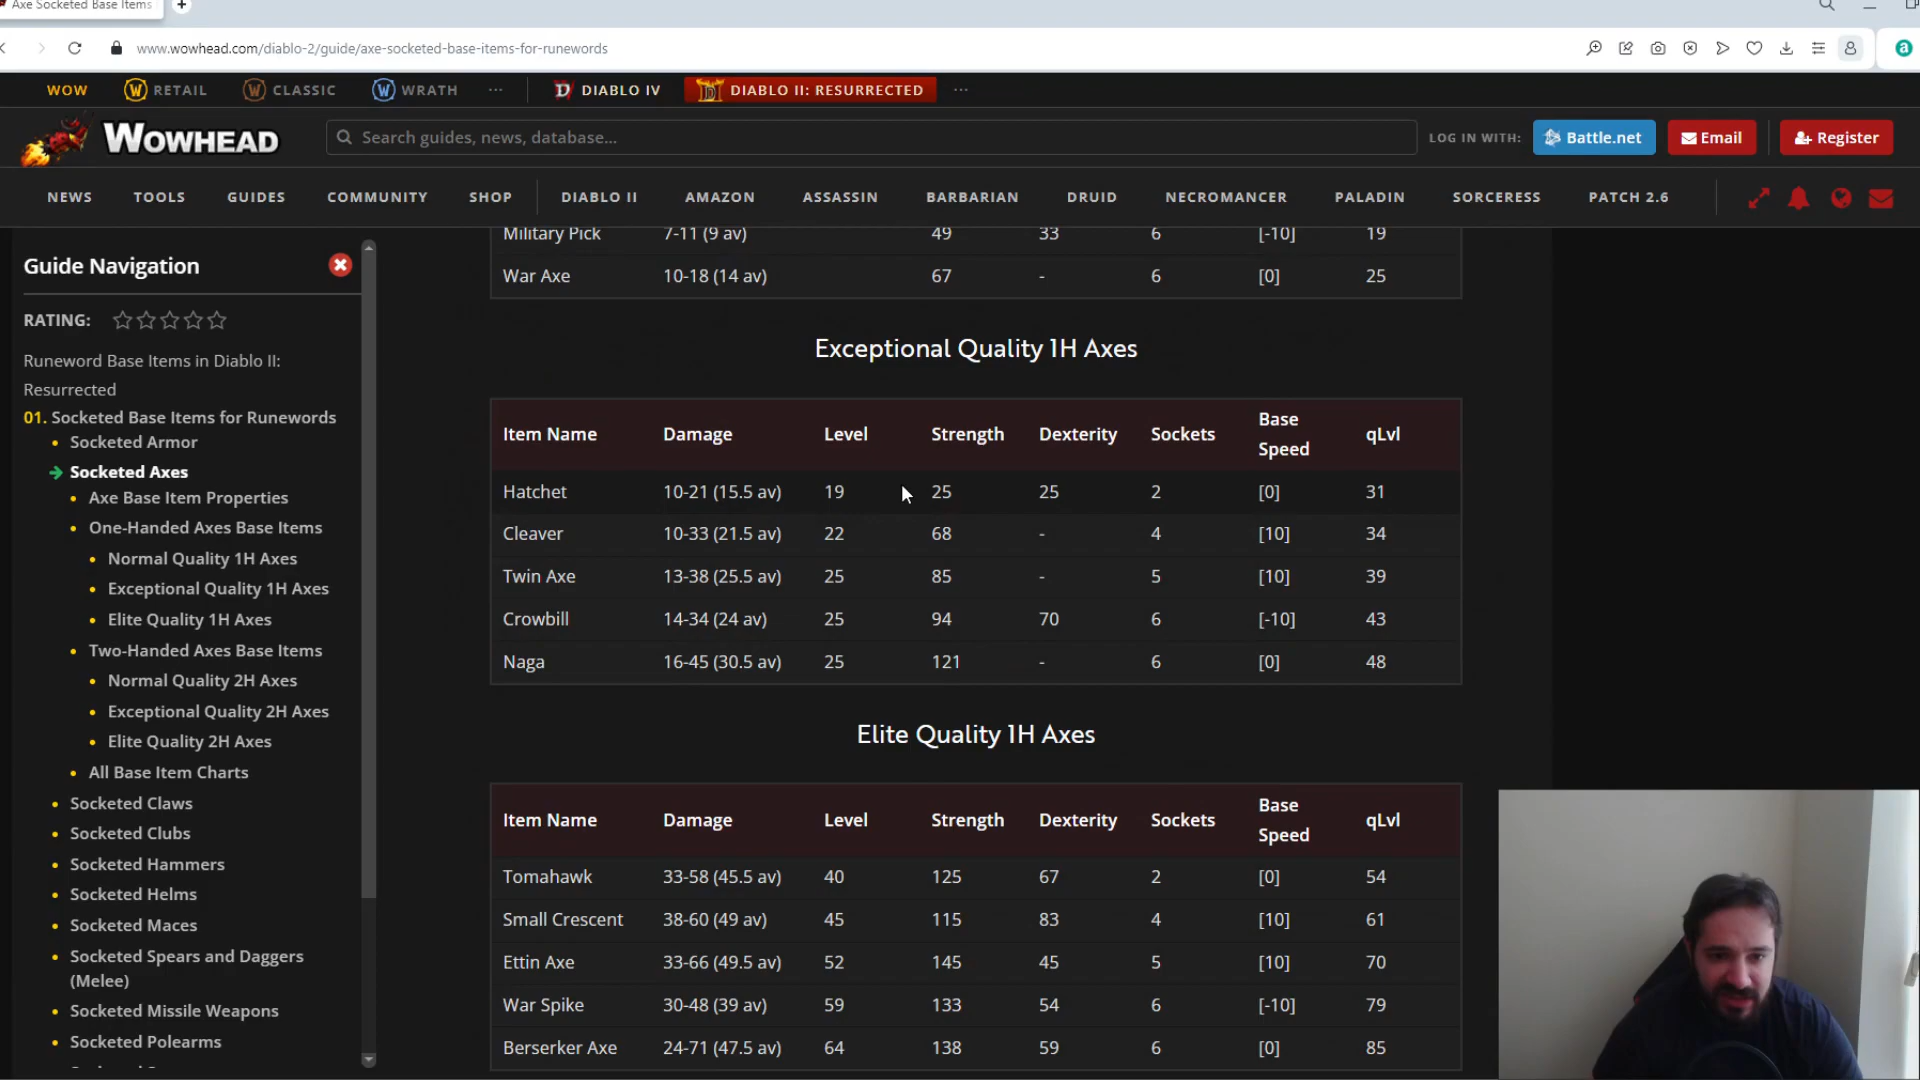 Axe Socketed Base Items
www.wowhead.com/diablo-2/guide/axe-socketed-base-items-for-runewords
WOW RETAIL CLASSIC WRATH ... DIABLO IV DIABLO II: RESURRECTED ...
WOWHEAD Search guides, news, database... LOG IN WITH: Battle.net Email Register
NEWS TOOLS GUIDES COMMUNITY SHOP DIABLO II AMAZON ASSASSIN BARBARIAN DRUID NECROMANCER PALADIN SORCERESS PATCH 2.6
Guide Navigation
RATING:
Runeword Base Items in Diablo II:
Resurrected
01. Socketed Base Items for Runewords
Socketed Armor
Socketed Axes
Axe Base Item Properties
One-Handed Axes Base Items
Normal Quality 1H Axes
Exceptional Quality 1H Axes
Elite Quality 1H Axes
Two-Handed Axes Base Items
Normal Quality 2H Axes
Exceptional Quality 2H Axes
Elite Quality 2H Axes
All Base Item Charts
Socketed Claws
Socketed Clubs
Socketed Hammers
Socketed Helms
Socketed Maces
Socketed Spears and Daggers
(Melee)
Socketed Missile Weapons
Socketed Polearms
Military Pick 7-11 (9 av) 49 33 6 [-10] 19
War Axe 10-18 (14 av) 67 - 6 [0] 25
Exceptional Quality 1H Axes
Item Name Damage Level Strength Dexterity Sockets Base Speed qLvl
Hatchet 10-21 (15.5 av) 19 25 25 2 [0] 31
Cleaver 10-33 (21.5 av) 22 68 - 4 [10] 34
Twin Axe 13-38 (25.5 av) 25 85 - 5 [10] 39
Crowbill 14-34 (24 av) 25 94 70 6 [-10] 43
Naga 16-45 (30.5 av) 25 121 - 6 [0] 48
Elite Quality 1H Axes
Item Name Damage Level Strength Dexterity Sockets Base Speed qLvl
Tomahawk 33-58 (45.5 av) 40 125 67 2 [0] 54
Small Crescent 38-60 (49 av) 45 115 83 4 [10] 61
Ettin Axe 33-66 (49.5 av) 52 145 45 5 [10] 70
War Spike 30-48 (39 av) 59 133 54 6 [-10] 79
Berserker Axe 24-71 (47.5 av) 64 138 59 6 [0] 85